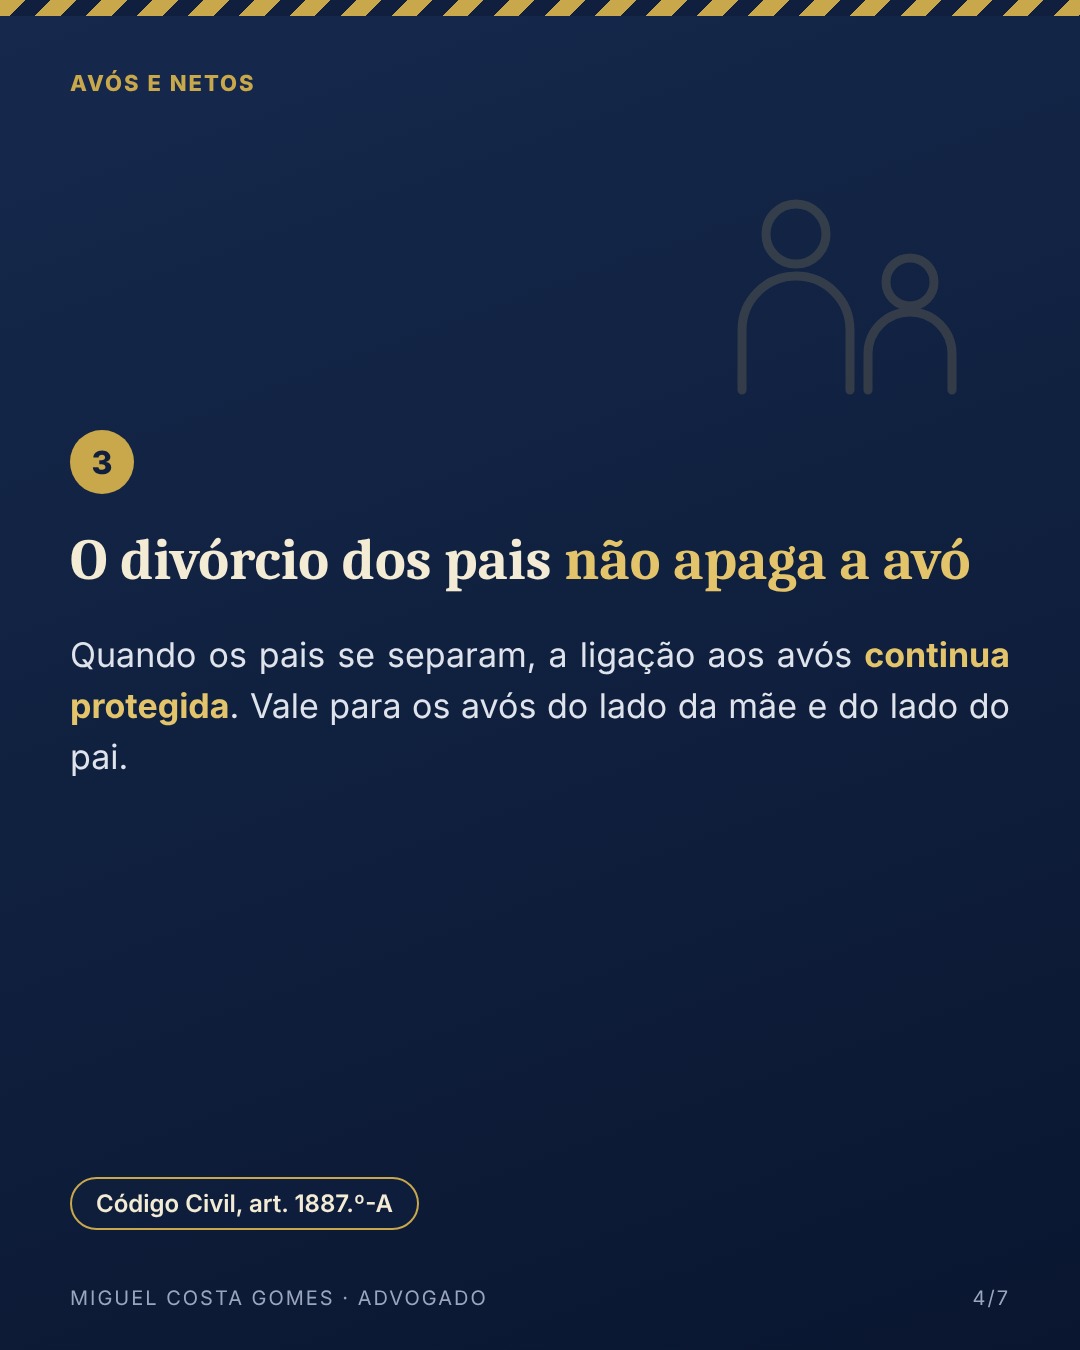 AVÓS E NETOS
3
O divórcio dos pais não apaga a avó
Quando os pais se separam, a ligação aos avós continua
protegida. Vale para os avós do lado da mãe e do lado do
pai.
Código Civil, art. 1887.º-A
MIGUEL COSTA GOMES · ADVOGADO
4/7